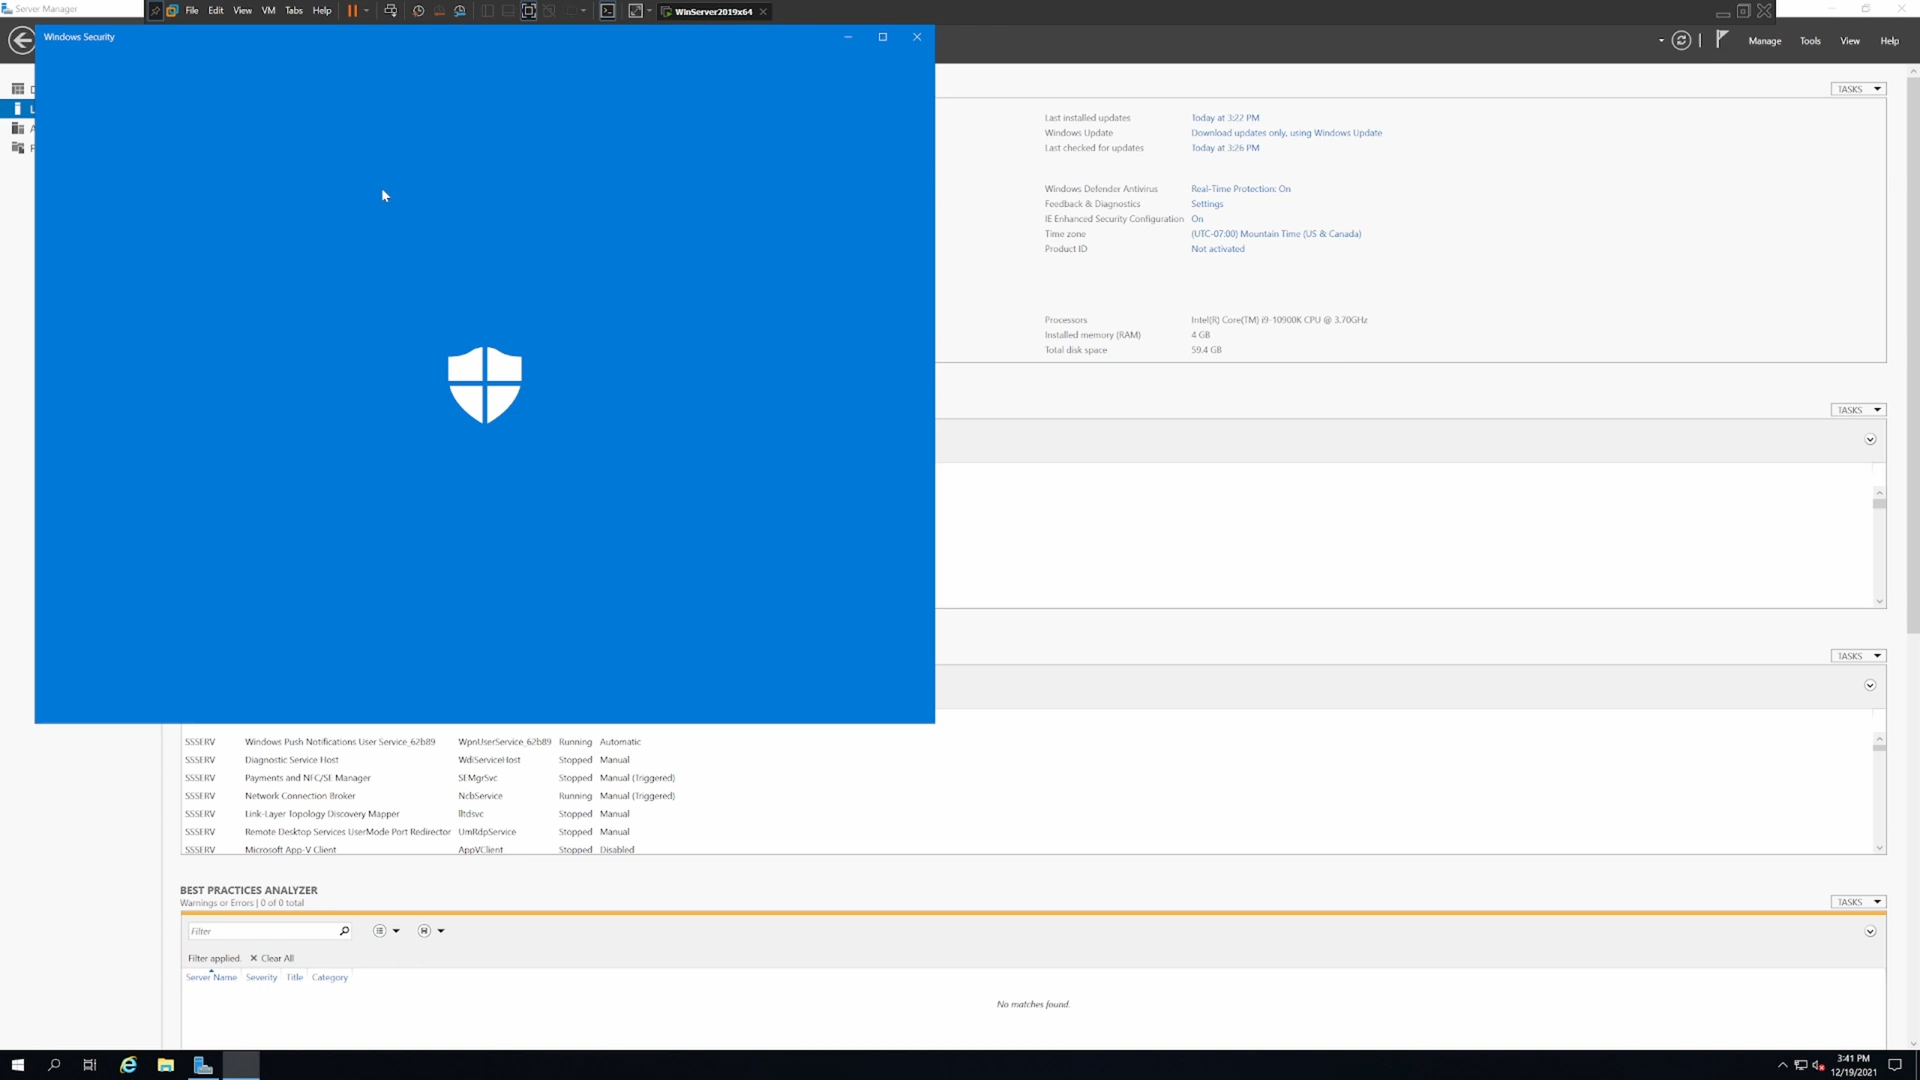 Server Manager
File Edit View VM Tabs Help
WinServer2019x64
Windows Security
Manage Tools View Help
TASKS
Last installed updates Today at 3:22 PM
Windows Update Download updates only, using Windows Update
Last checked for updates Today at 3:26 PM
Windows Defender Antivirus Real-Time Protection: On
Feedback & Diagnostics Settings
IE Enhanced Security Configuration On
Time zone (UTC-07:00) Mountain Time (US & Canada)
Product ID Not activated
Processors Intel(R) Core(TM) i9-10900K CPU @ 3.70GHz
Installed memory (RAM) 4 GB
Total disk space 59.4 GB
TASKS
TASKS
SSSERV Windows Push Notifications User Service_62b89 WpnUserService_62b89 Running Automatic
SSSERV Diagnostic Service Host WdiServiceHost Stopped Manual
SSSERV Payments and NFC/SE Manager SEMgrSvc Stopped Manual (Triggered)
SSSERV Network Connection Broker NcbService Running Manual (Triggered)
SSSERV Link-Layer Topology Discovery Mapper lltdsvc Stopped Manual
SSSERV Remote Desktop Services UserMode Port Redirector UmRdpService Stopped Manual
SSSERV Microsoft App-V Client AppVClient Stopped Disabled
BEST PRACTICES ANALYZER
Warnings or Errors | 0 of 0 total
TASKS
Filter
Filter applied. Clear All
Server Name Severity Title Category
No matches found.
3:41 PM
12/19/2021